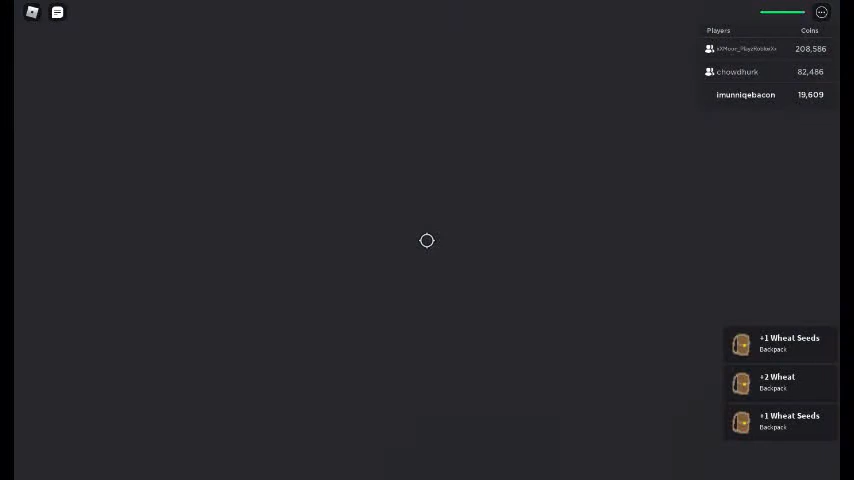 Players Coins
208,586
chowdhurk 82,486
imunniqebacon 19,609
+1 Wheat Seeds
Backpack
+2 Wheat
Backpack
+1 Wheat Seeds
Backpack